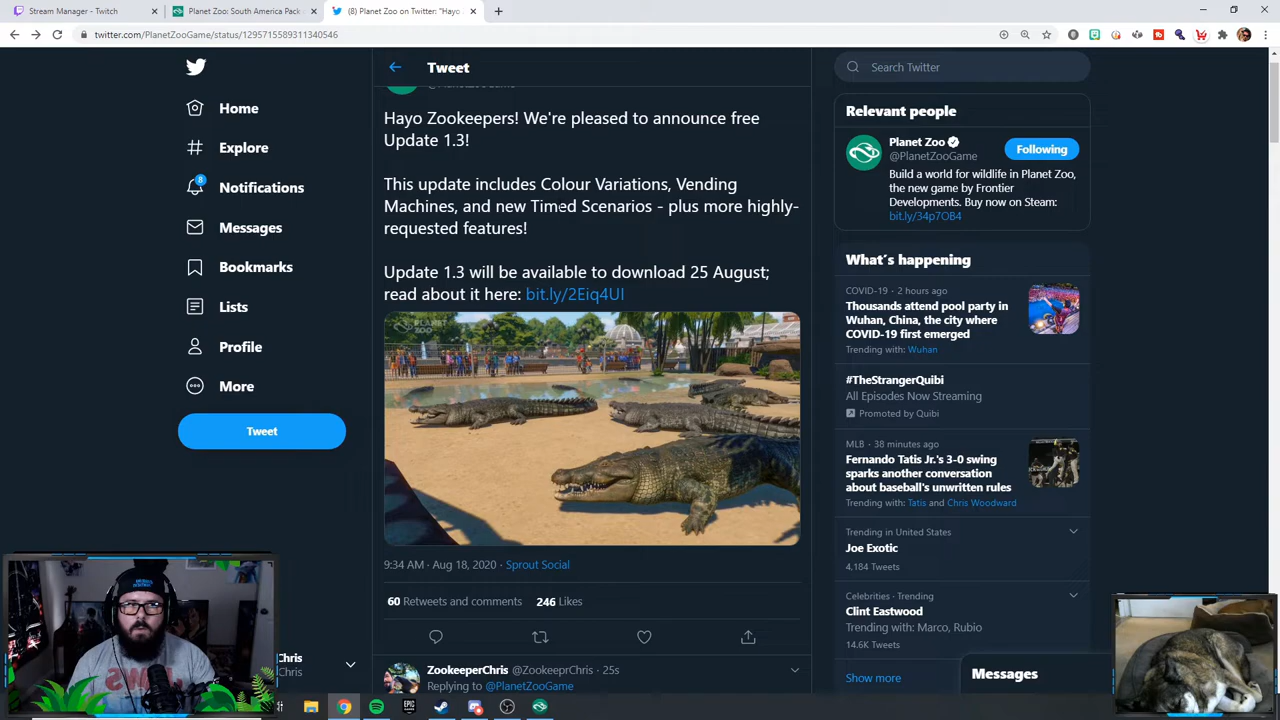 Stream Manager - Twitch
Planet Zoo: South America Pack
(8) Planet Zoo on Twitter: "Hayo
twitter.com/PlanetZooGame/status/1295715589311340546
Tweet
Search Twitter
Home
Explore
8
Notifications
Messages
Bookmarks
Lists
Profile
More
Tweet
Hayo Zookeepers! We're pleased to announce free
Update 1.3!
This update includes Colour Variations, Vending
Machines, and new Timed Scenarios - plus more highly-
requested features!
Update 1.3 will be available to download 25 August;
read about it here: bit.ly/2Eiq4UI
PLANET
ZOO
9:34 AM · Aug 18, 2020 · Sprout Social
60 Retweets and comments 246 Likes
ZookeeperChris @ZookeeprChris · 25s
Replying to @PlanetZooGame
Relevant people
Planet Zoo
@PlanetZooGame
Following
Build a world for wildlife in Planet Zoo,
the new game by Frontier
Developments. Buy now on Steam:
bit.ly/34p7OB4
What's happening
COVID-19 · 2 hours ago
Thousands attend pool party in
Wuhan, China, the city where
COVID-19 first emerged
Trending with: Wuhan
#TheStrangerQuibi
All Episodes Now Streaming
Promoted by Quibi
MLB · 38 minutes ago
Fernando Tatis Jr.'s 3-0 swing
sparks another conversation
about baseball's unwritten rules
Trending with: Tatis and Chris Woodward
Trending in United States
Joe Exotic
4,184 Tweets
Celebrities · Trending
Clint Eastwood
Trending with: Marco, Rubio
14.6K Tweets
Show more
Messages
Chris
Chris
EPIC